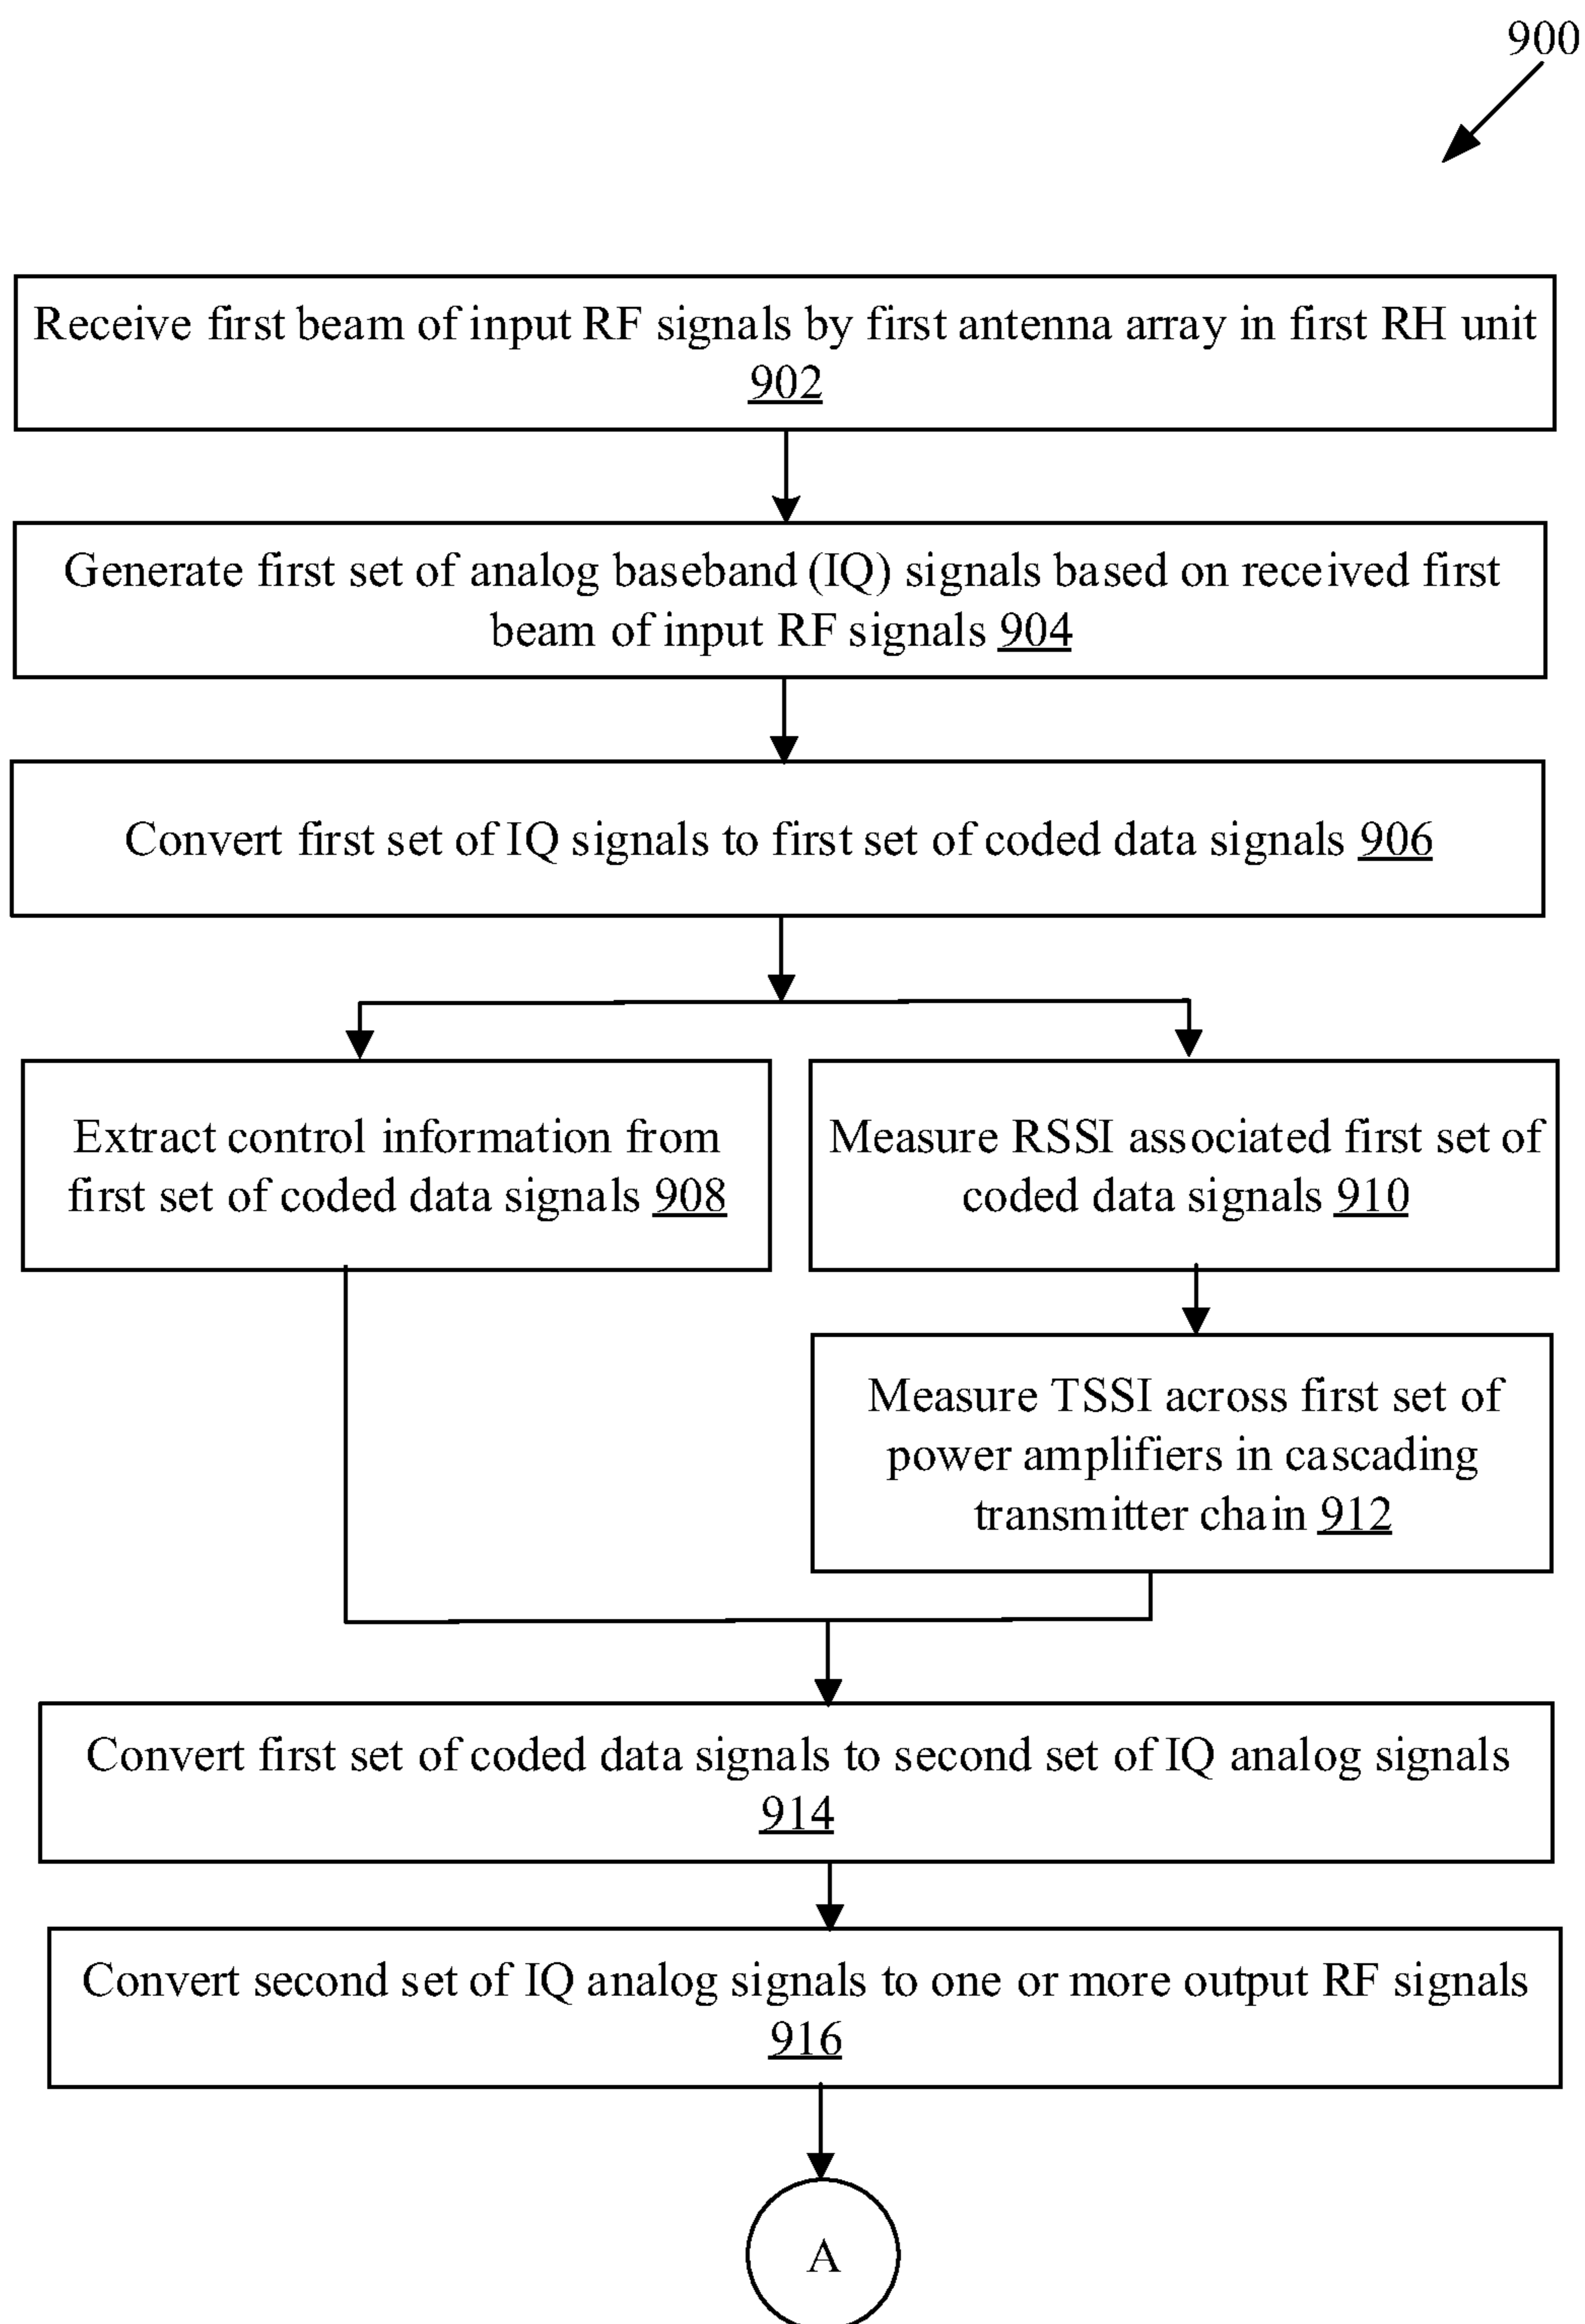 900
Receive first beam of input RF signals by first antenna array in first RH unit
902
Generate first set of analog baseband (IQ) signals based on received first
beam of input RF signals 904
Convert first set of IQ signals to first set of coded data signals 906
Extract control information from
first set of coded data signals 908
Measure RSSI associated first set of
coded data signals 910
Measure TSSI across first set of
power amplifiers in cascading
transmitter chain 912
Convert first set of coded data signals to second set of IQ analog signals
914
Convert second set of IQ analog signals to one or more output RF signals
916
A